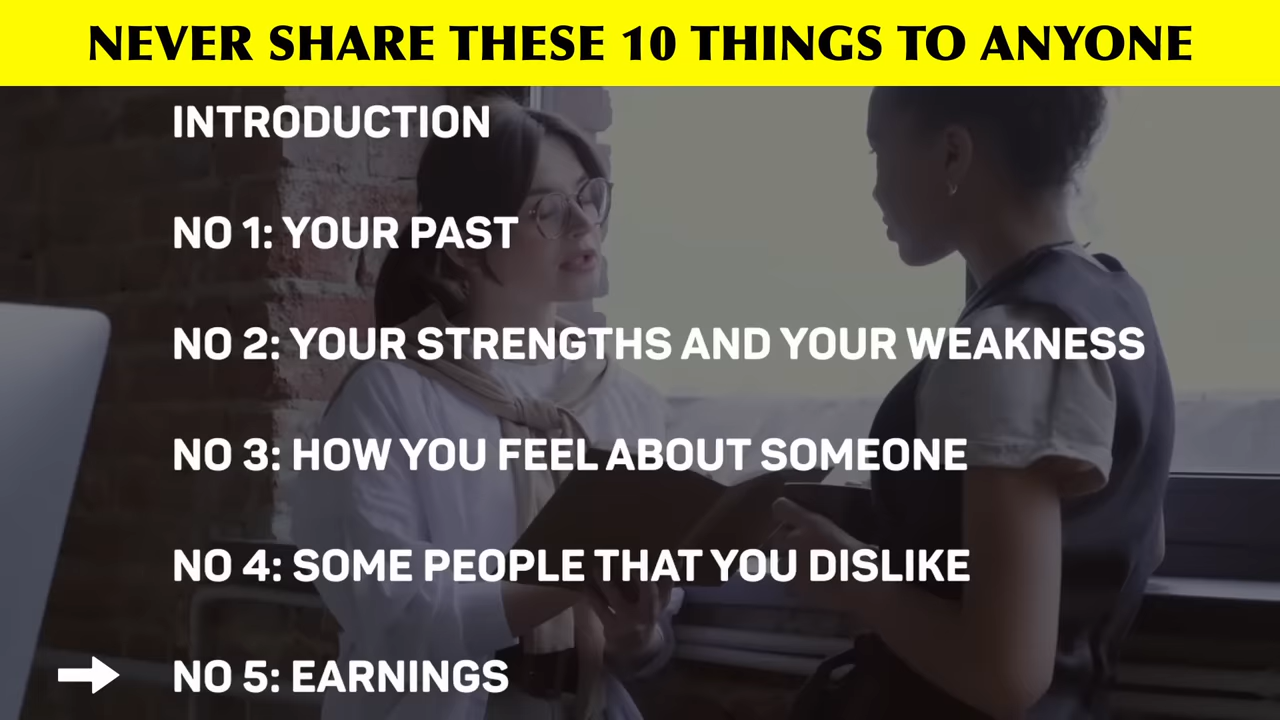 NEVER SHARE THESE 10 THINGS TO ANYONE
INTRODUCTION
NO 1: YOUR PAST
NO 2: YOUR STRENGTHS AND YOUR WEAKNESS
NO 3: HOW YOU FEEL ABOUT SOMEONE
NO 4: SOME PEOPLE THAT YOU DISLIKE
NO 5: EARNINGS